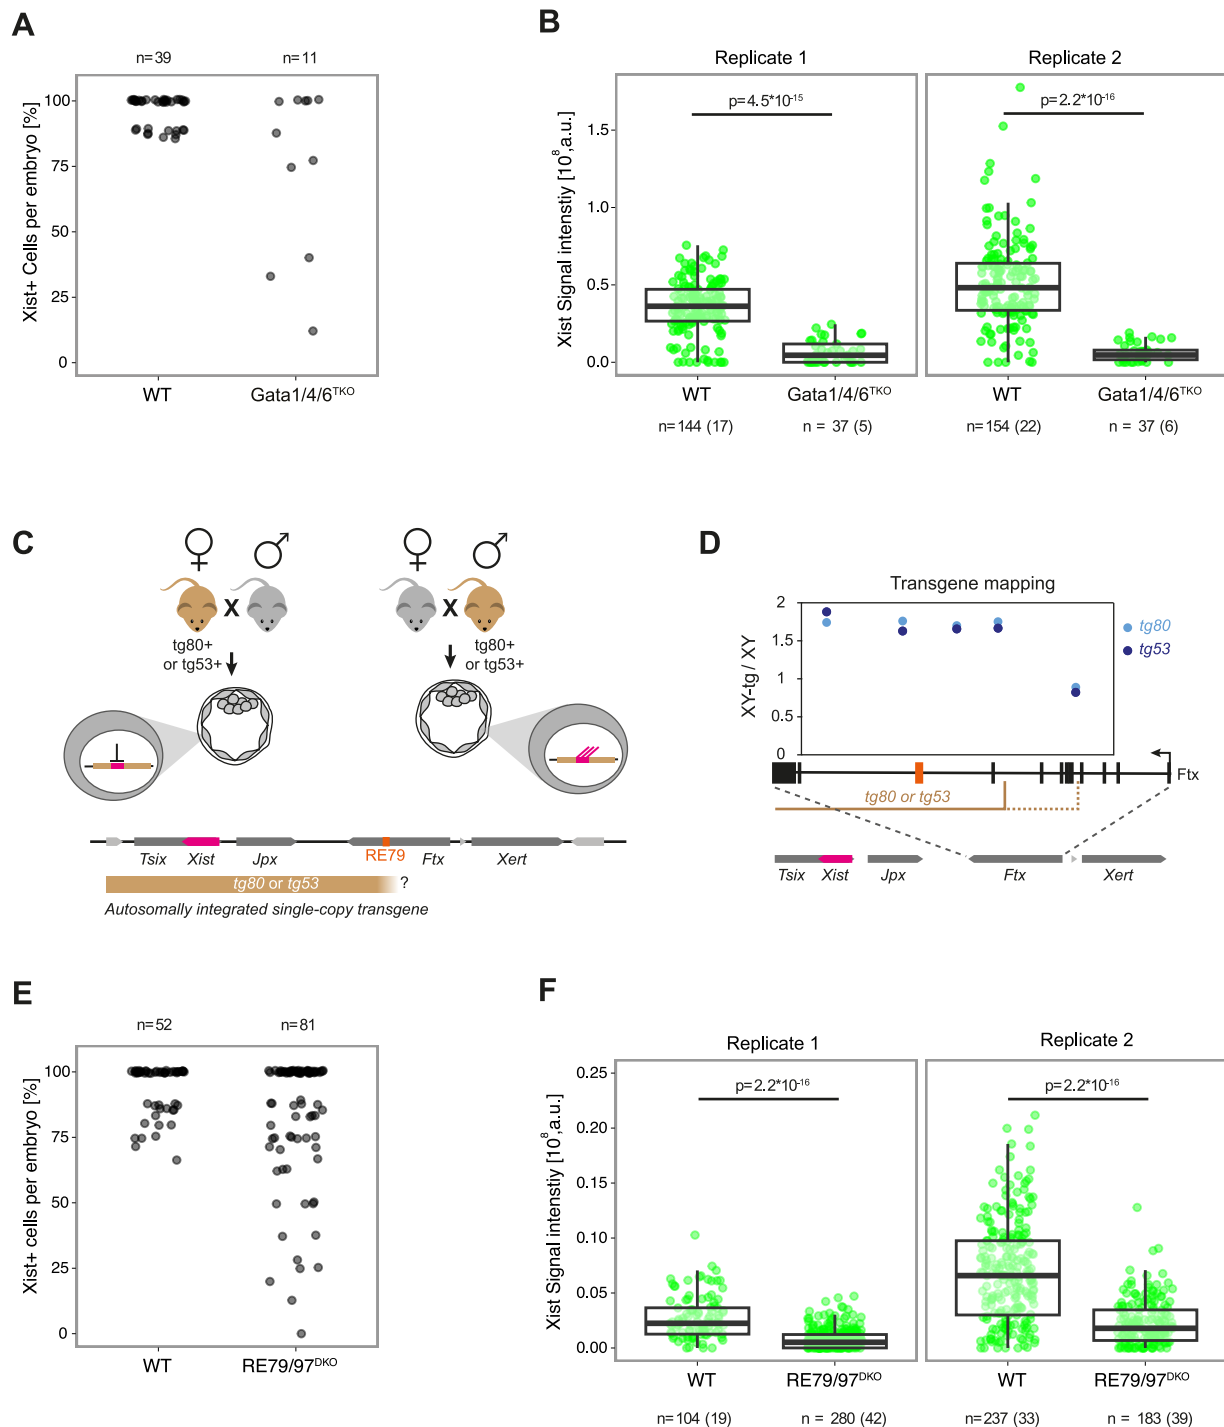 A
n=39
n=11
Xist+ Cells per embryo [%]
100
75
50
25
0
WT
Gata1/4/6TKO
B
Replicate 1
Replicate 2
p=4.5*10-15
p=2.2*10-16
Xist Signal intenstiy [108,a.u.]
1.5
1.0
0.5
0.0
WT
Gata1/4/6TKO
WT
Gata1/4/6TKO
n=144 (17)
n = 37 (5)
n=154 (22)
n = 37 (6)
C
X
X
tg80+
or tg53+
tg80+
or tg53+
Tsix
Xist
Jpx
RE79
Ftx
Xert
tg80 or tg53
?
Autosomally integrated single-copy transgene
D
Transgene mapping
XY-tg / XY
2
1.5
1
0.5
0
tg80
tg53
Ftx
tg80 or tg53
Tsix
Xist
Jpx
Ftx
Xert
E
n=52
n=81
Xist+ cells per embryo [%]
100
75
50
25
0
WT
RE79/97DKO
F
Replicate 1
Replicate 2
p=2.2*10-16
p=2.2*10-16
Xist Signal intenstiy [108,a.u.]
0.25
0.20
0.15
0.10
0.05
0.00
WT
RE79/97DKO
WT
RE79/97DKO
n=104 (19)
n = 280 (42)
n=237 (33)
n = 183 (39)